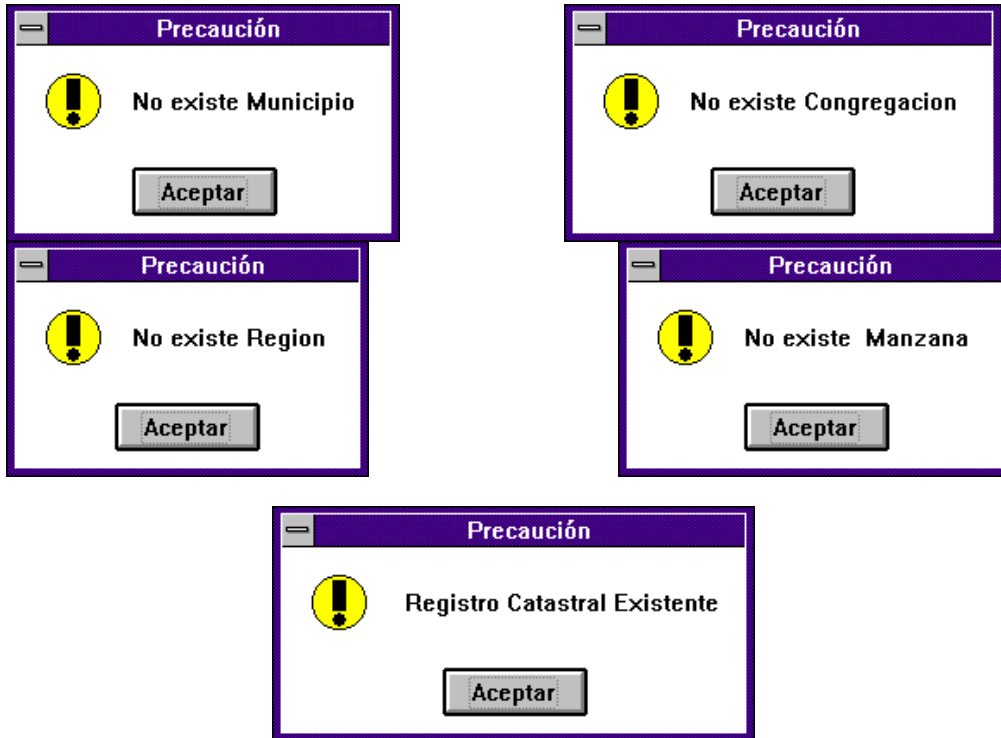 Precaución
No existe Municipio
Aceptar
Precaución
No existe Congregacion
Aceptar
Precaución
No existe Region
Aceptar
Precaución
No existe  Manzana
Aceptar
Precaución
Registro Catastral Existente
Aceptar